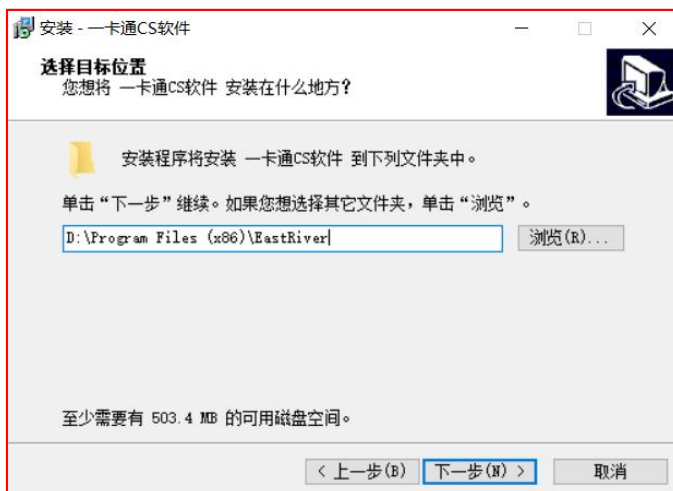 安装 - 一卡通CS软件
选择目标位置
您想将 一卡通CS软件 安装在什么地方?
安装程序将安装 一卡通CS软件 到下列文件夹中。
单击“下一步”继续。如果您想选择其它文件夹，单击“浏览”。
D:\Program Files (x86)\EastRiver
浏览(R)...
至少需要有 503.4 MB 的可用磁盘空间。
< 上一步(B)
下一步(N) >
取消